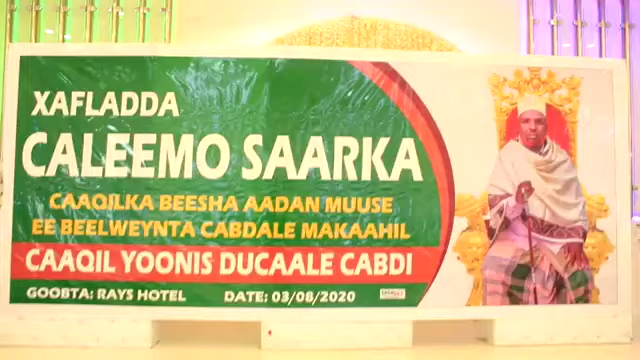 XAFLADDA
CALEEMO SAARKA
CAAQILKA BEESHA AADAN MUUSE
EE BEELWEYNTA CABDALE MAKAAHIL
CAAQIL YOONIS DUCAALE CABDI
GOOBTA: RAYS HOTEL DATE: 03/08/2020